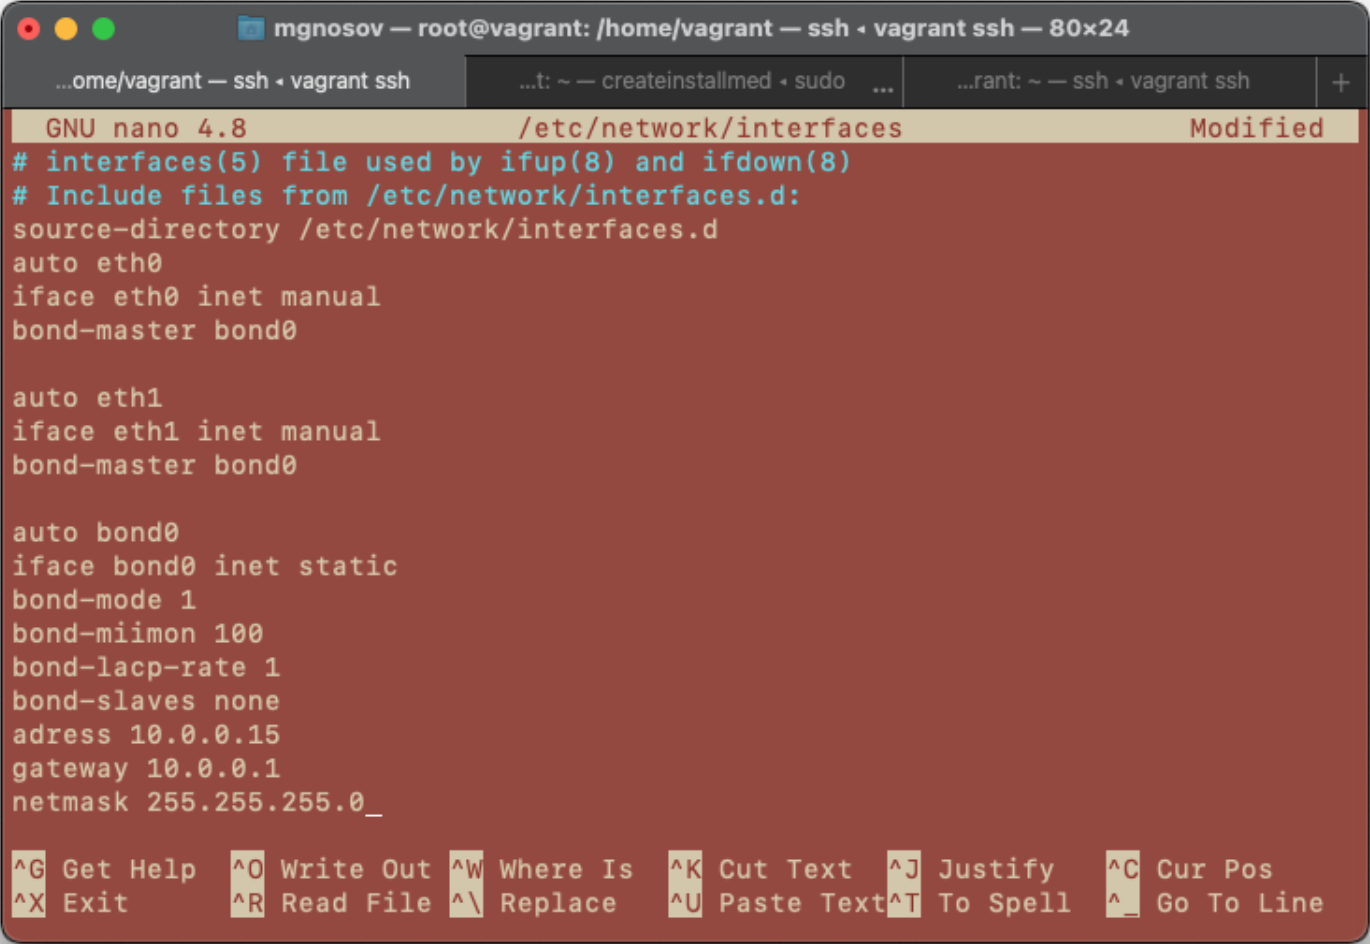 mgnosov — root@vagrant: /home/vagrant — ssh ◂ vagrant ssh — 80×24
...ome/vagrant — ssh ◂ vagrant ssh ...t: ~ — createinstallmed ◂ sudo ... ...rant: ~ — ssh ◂ vagrant ssh +
GNU nano 4.8 /etc/network/interfaces Modified
# interfaces(5) file used by ifup(8) and ifdown(8)
# Include files from /etc/network/interfaces.d:
source-directory /etc/network/interfaces.d
auto eth0
iface eth0 inet manual
bond-master bond0
auto eth1
iface eth1 inet manual
bond-master bond0
auto bond0
iface bond0 inet static
bond-mode 1
bond-miimon 100
bond-lacp-rate 1
bond-slaves none
adress 10.0.0.15
gateway 10.0.0.1
netmask 255.255.255.0_
^G Get Help ^O Write Out ^W Where Is ^K Cut Text ^J Justify ^C Cur Pos
^X Exit ^R Read File ^\ Replace ^U Paste Text ^T To Spell ^_ Go To Line